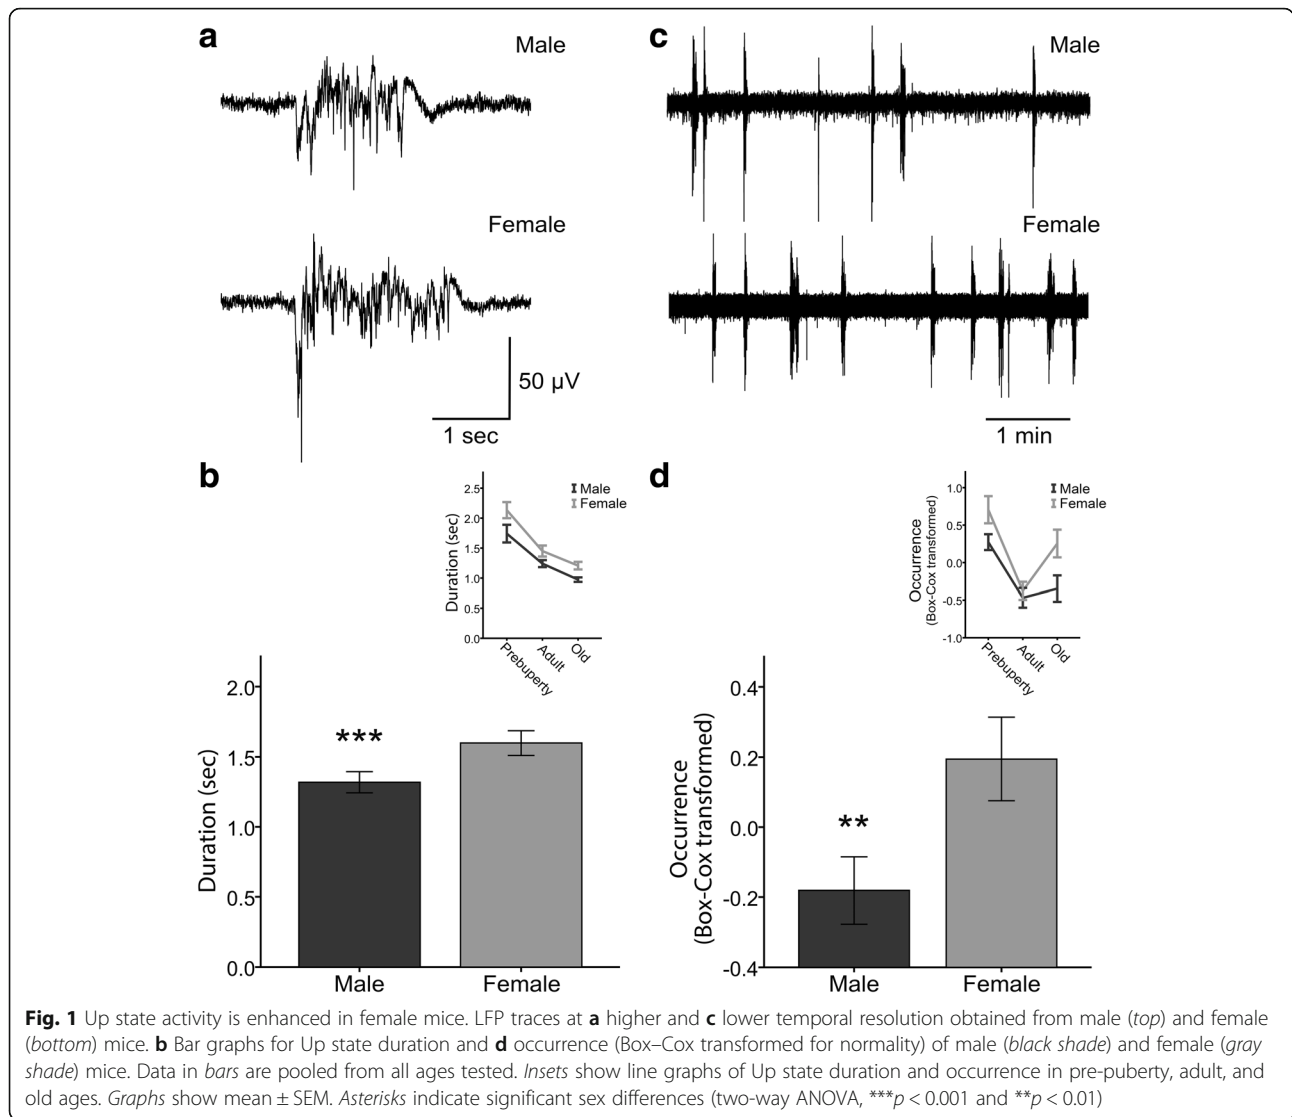 a
Male
Female
50 µV
1 sec
c
Male
Female
1 min
b
2.5
2.0
1.5
1.0
0.5
0.0
Duration (sec)
Male
Female
Prebuperty
Adult
Old
2.0
1.5
1.0
0.5
0.0
Duration (sec)
***
Male
Female
d
1.0
0.5
0.0
-0.5
-1.0
Occurrence
(Box-Cox transformed)
Male
Female
Prebuperty
Adult
Old
0.4
0.2
0.0
-0.2
-0.4
Occurrence
(Box-Cox transformed)
**
Male
Female
Fig. 1 Up state activity is enhanced in female mice. LFP traces at a higher and c lower temporal resolution obtained from male (top) and female
(bottom) mice. b Bar graphs for Up state duration and d occurrence (Box–Cox transformed for normality) of male (black shade) and female (gray
shade) mice. Data in bars are pooled from all ages tested. Insets show line graphs of Up state duration and occurrence in pre-puberty, adult, and
old ages. Graphs show mean ± SEM. Asterisks indicate significant sex differences (two-way ANOVA, ***p < 0.001 and **p < 0.01)